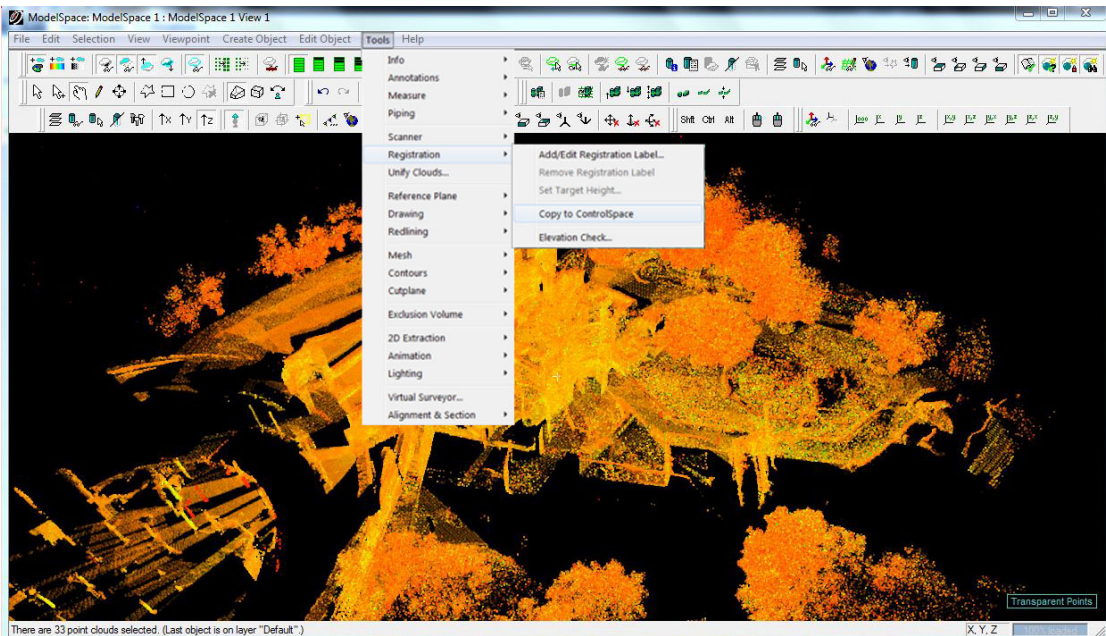 ModelSpace: ModelSpace 1 : ModelSpace 1 View 1
File Edit Selection View Viewpoint Create Object Edit Object Tools Help
Info
Annotations
Measure
Piping
Scanner
Registration
Unify Clouds...
Reference Plane
Drawing
Redlining
Mesh
Contours
Cutplane
Exclusion Volume
2D Extraction
Animation
Lighting
Virtual Surveyor...
Alignment & Section
Add/Edit Registration Label...
Remove Registration Label
Set Target Height...
Copy to ControlSpace
Elevation Check...
Shft Ctrl Alt
Transparent Points
There are 33 point clouds selected. (Last object is on layer "Default".)
X, Y, Z